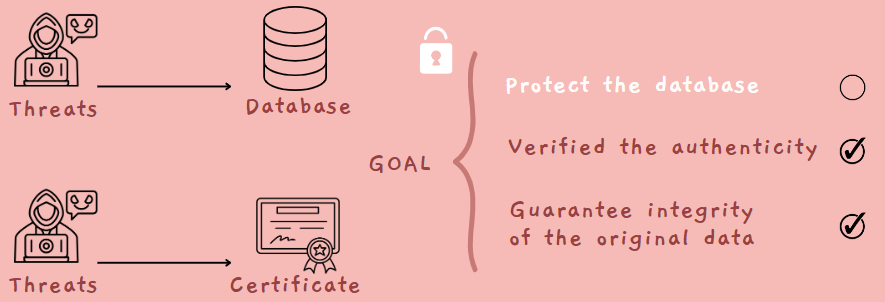 Threats
Database
Threats
Certificate
GOAL
Protect the database
Verified the authenticity
Guarantee integrity
of the original data